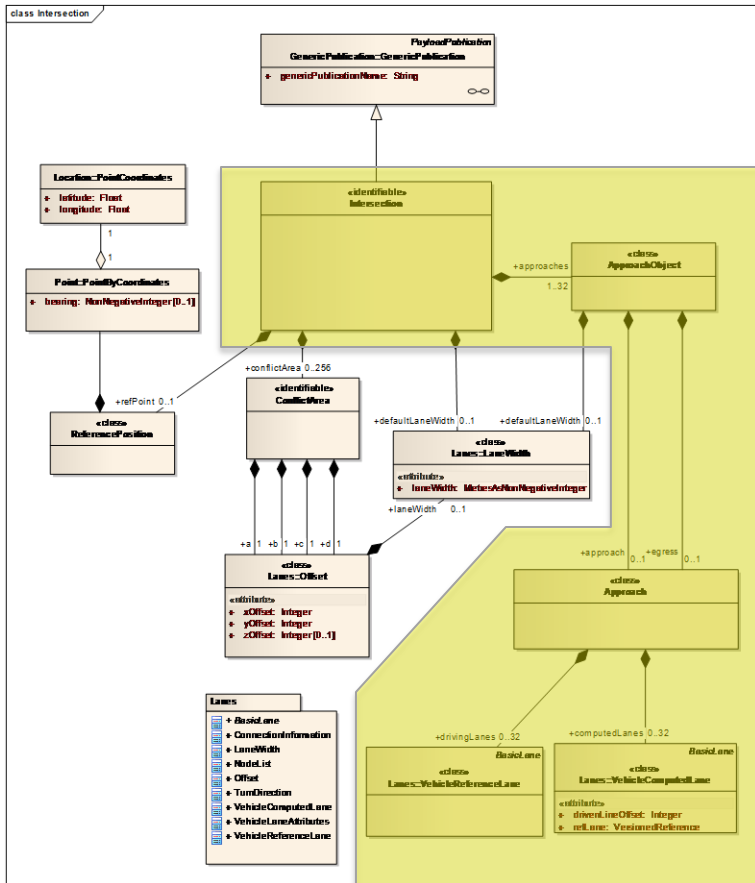 class Intersection
PayloadPublication
GenericPublication::GenericPublication
+ genericPublicationName: String
Location::PointCoordinates
+ latitude: Float
+ longitude: Float
1
1
Point::PointByCoordinates
+ bearing: NonNegativeInteger [0..1]
+refPoint 0..1
«class»
ReferencePosition
«identifiable»
Intersection
+approaches
1..32
«class»
ApproachObject
+conflictArea 0..256
«identifiable»
ConflictArea
+defaultLaneWidth 0..1
+defaultLaneWidth 0..1
«class»
Lanes::LaneWidth
«attribute»
+ laneWidth: MetresAsNonNegativeInteger
+laneWidth 0..1
+a 1 +b 1 +c 1 +d 1
«class»
Lanes::Offset
«attribute»
+ xOffset: Integer
+ yOffset: Integer
+ zOffset: Integer [0..1]
+approach
0..1
+egress
0..1
«class»
Approach
+drivingLanes 0..32
+computedLanes 0..32
BasicLane
«class»
Lanes::VehicleReferenceLane
BasicLane
«class»
Lanes::VehicleComputedLane
«attribute»
+ drivenLineOffset: Integer
+ refLane: VersionedReference
Lanes
+ BasicLane
+ ConnectionInformation
+ LaneWidth
+ NodeList
+ Offset
+ TurnDirection
+ VehicleComputedLane
+ VehicleLaneAttributes
+ VehicleReferenceLane